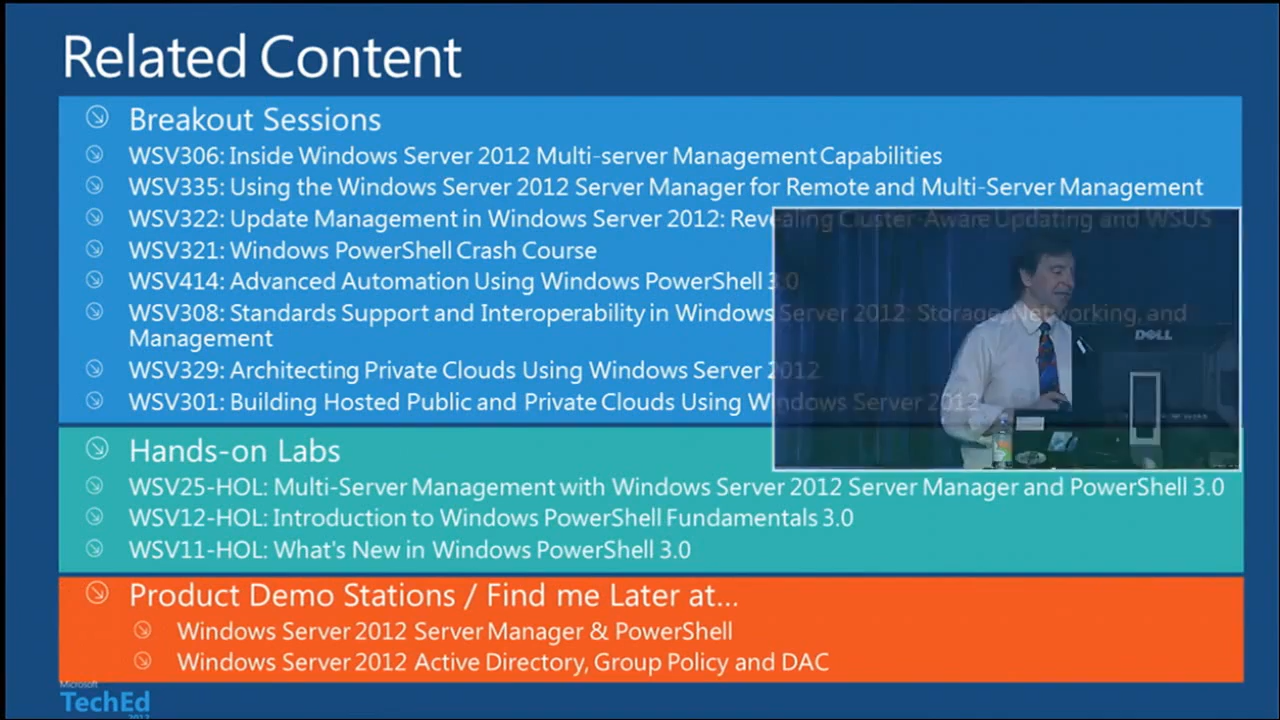 Related Content
Breakout Sessions
WSV306: Inside Windows Server 2012 Multi-server Management Capabilities
WSV335: Using the Windows Server 2012 Server Manager for Remote and Multi-Server Management
WSV322: Update Management in Windows Server 2012: Revealing Cluster-Aware Updating and WSUS
WSV321: Windows PowerShell Crash Course
WSV414: Advanced Automation Using Windows PowerShell 3.0
WSV308: Standards Support and Interoperability in Windows Server 2012: Storage, Networking, and
Management
WSV329: Architecting Private Clouds Using Windows Server 2012
WSV301: Building Hosted Public and Private Clouds Using Windows Server 2012
DELL
Hands-on Labs
WSV25-HOL: Multi-Server Management with Windows Server 2012 Server Manager and PowerShell 3.0
WSV12-HOL: Introduction to Windows PowerShell Fundamentals 3.0
WSV11-HOL: What's New in Windows PowerShell 3.0
Product Demo Stations / Find me Later at...
Windows Server 2012 Server Manager & PowerShell
Windows Server 2012 Active Directory, Group Policy and DAC
Microsoft
TechEd
2012